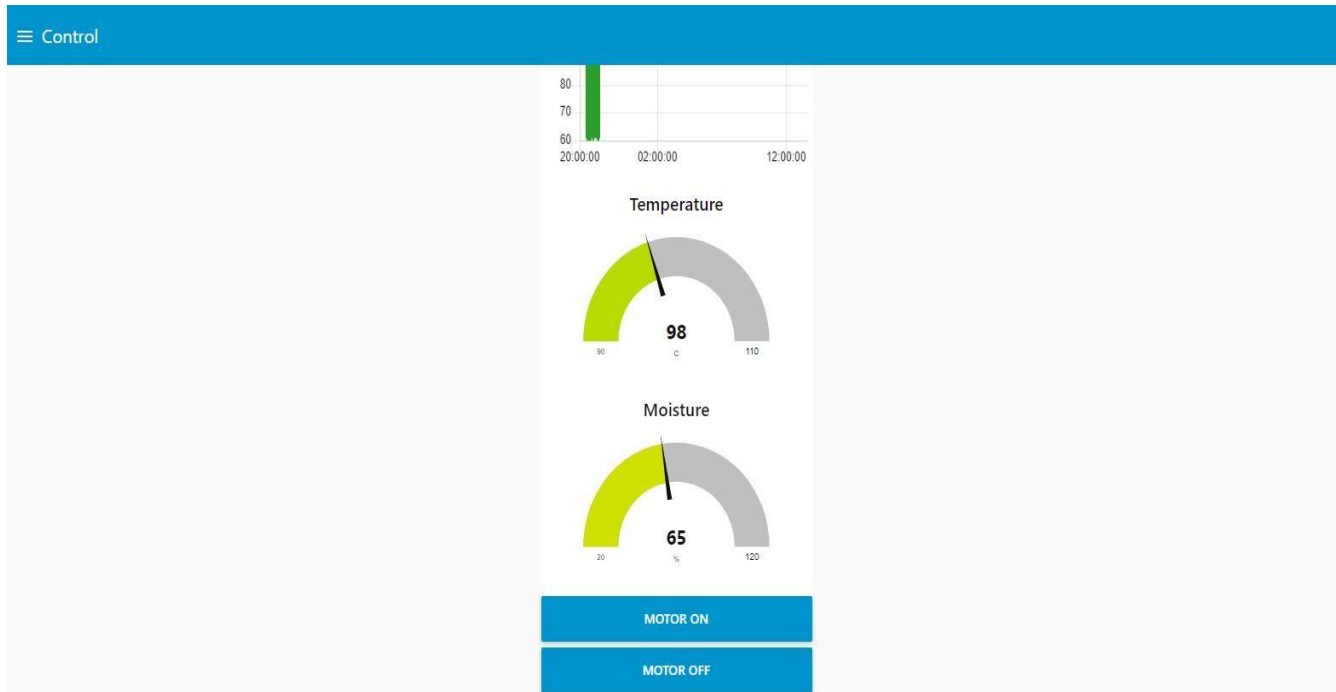 Control
80
70
60
20:00:00 02:00:00 12:00:00
Temperature
98
90 C 110
Moisture
65
20 % 120
MOTOR ON
MOTOR OFF